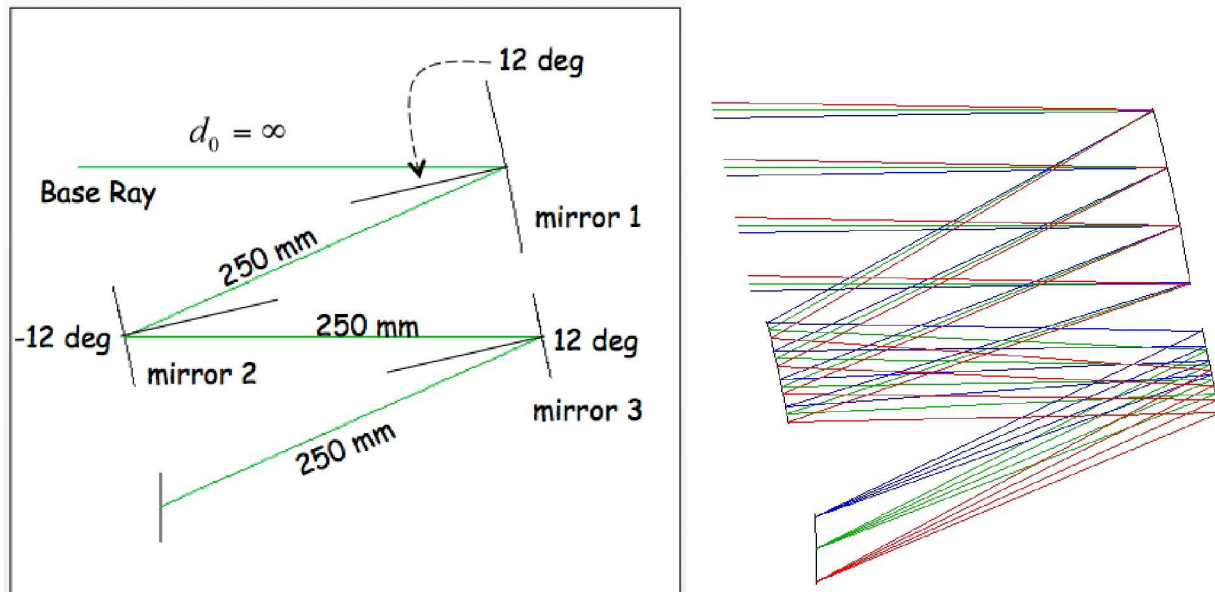 12 deg
d₀ = ∞
Base Ray
mirror 1
250 mm
-12 deg
250 mm
12 deg
mirror 2
mirror 3
250 mm